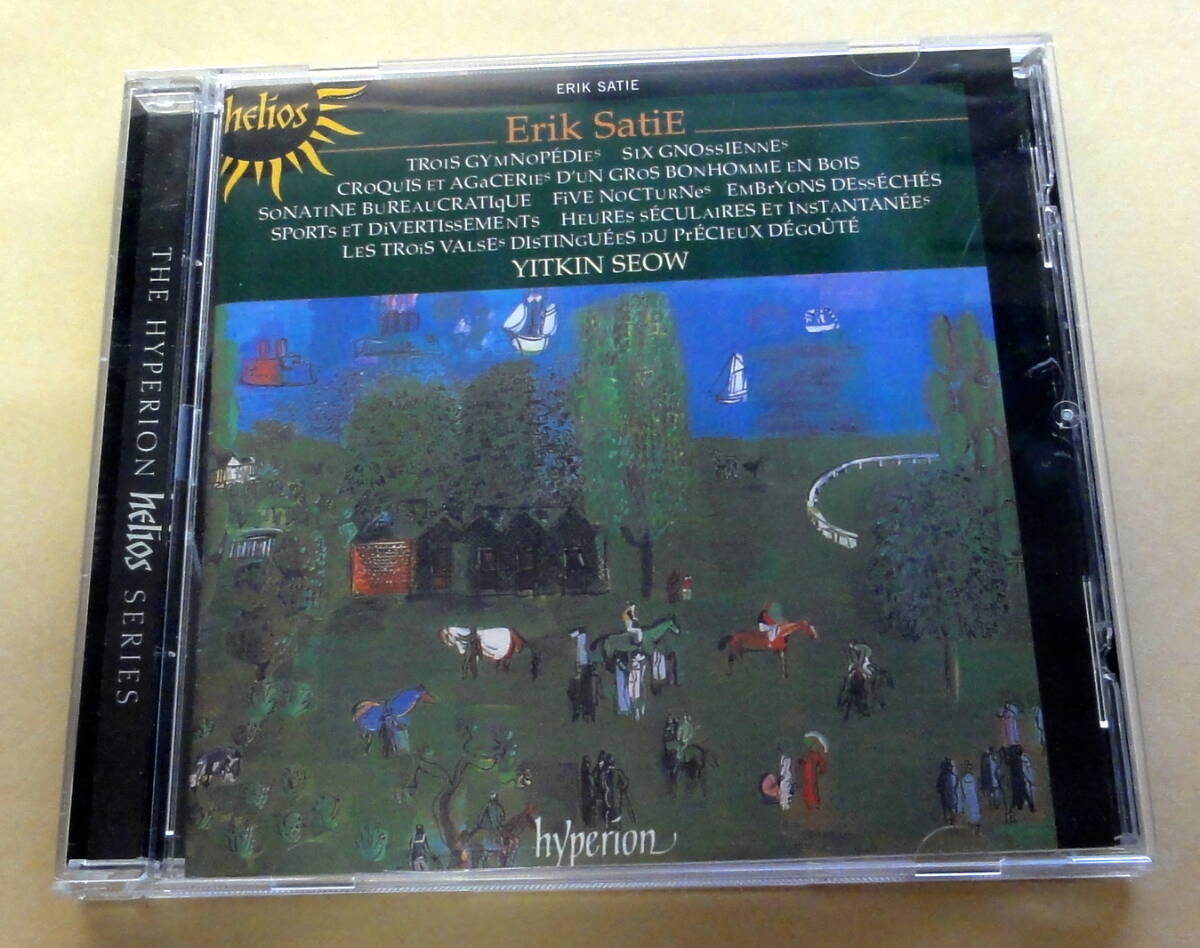 ERIK SATIE
helios
Erik SatiE
TROiS GYmNOPÉDIEs SIX GNOssIENNEs
CRoQUIS ET AGaCERIEs D'UN GROS BONHOMmE EN BOIS
SONATINE BUREAUCRATIqUE FiVE NOCTURNes EMBrYONS DESSÉCHÉS
SPORTs ET DiVERTIssEMENTs HEURES sÉCULAIRES ET INSTANTANÉEs
LES TROiS VALSEs DISTINGUÉES DU PrÉCIEUX DÉGOÛTÉ
YITKIN SEOW
hyperion
THE HYPERION helios SERIES